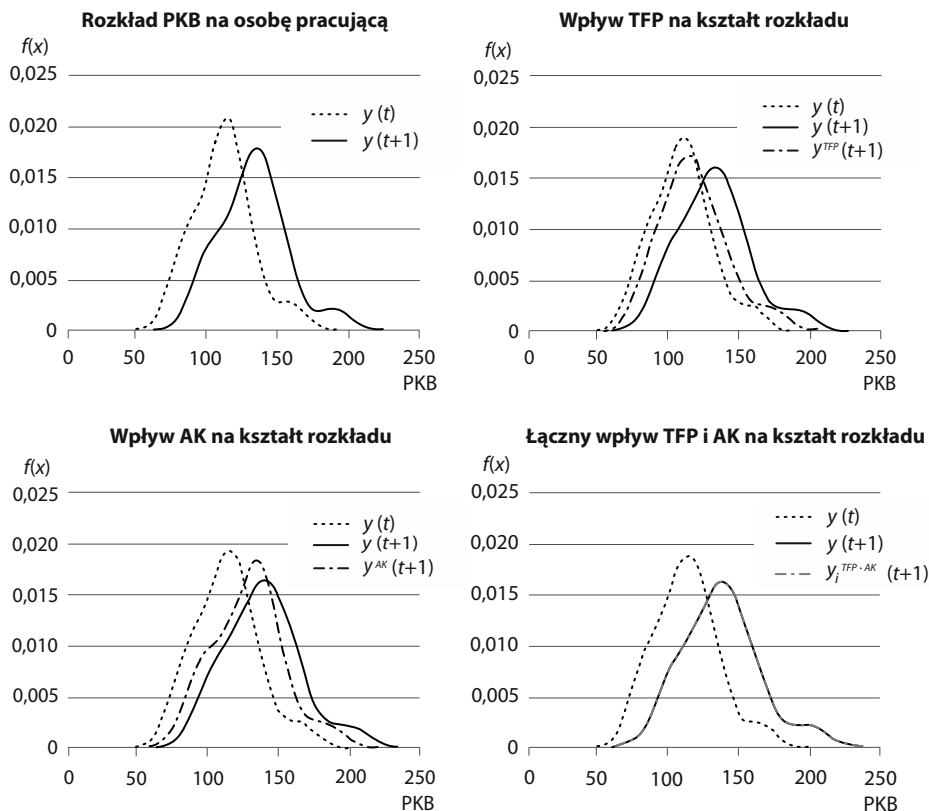 Rozkład PKB na osobę pracującą
f(x)
0,025
0,020
0,015
0,010
0,005
0
0 50 100 150 200 250
PKB
y (t)
y (t+1)
Wpływ TFP na kształt rozkładu
f(x)
0,025
0,020
0,015
0,010
0,005
0
0 50 100 150 200 250
PKB
y (t)
y (t+1)
y^TFP (t+1)
Wpływ AK na kształt rozkładu
f(x)
0,025
0,020
0,015
0,010
0,005
0
0 50 100 150 200 250
PKB
y (t)
y (t+1)
y^AK (t+1)
Łączny wpływ TFP i AK na kształt rozkładu
f(x)
0,025
0,020
0,015
0,010
0,005
0
0 50 100 150 200 250
PKB
y (t)
y (t+1)
y_i^TFP·AK (t+1)